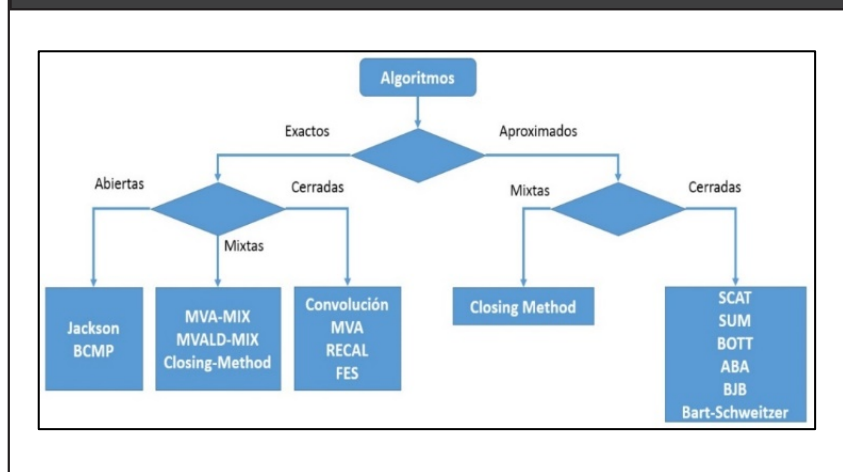 Algoritmos
Exactos
Aproximados
Abiertas
Cerradas
Mixtas
Mixtas
Cerradas
Jackson
BCMP
MVA-MIX
MVALD-MIX
Closing-Method
Convolución
MVA
RECAL
FES
Closing Method
SCAT
SUM
BOTT
ABA
BJB
Bart-Schweitzer